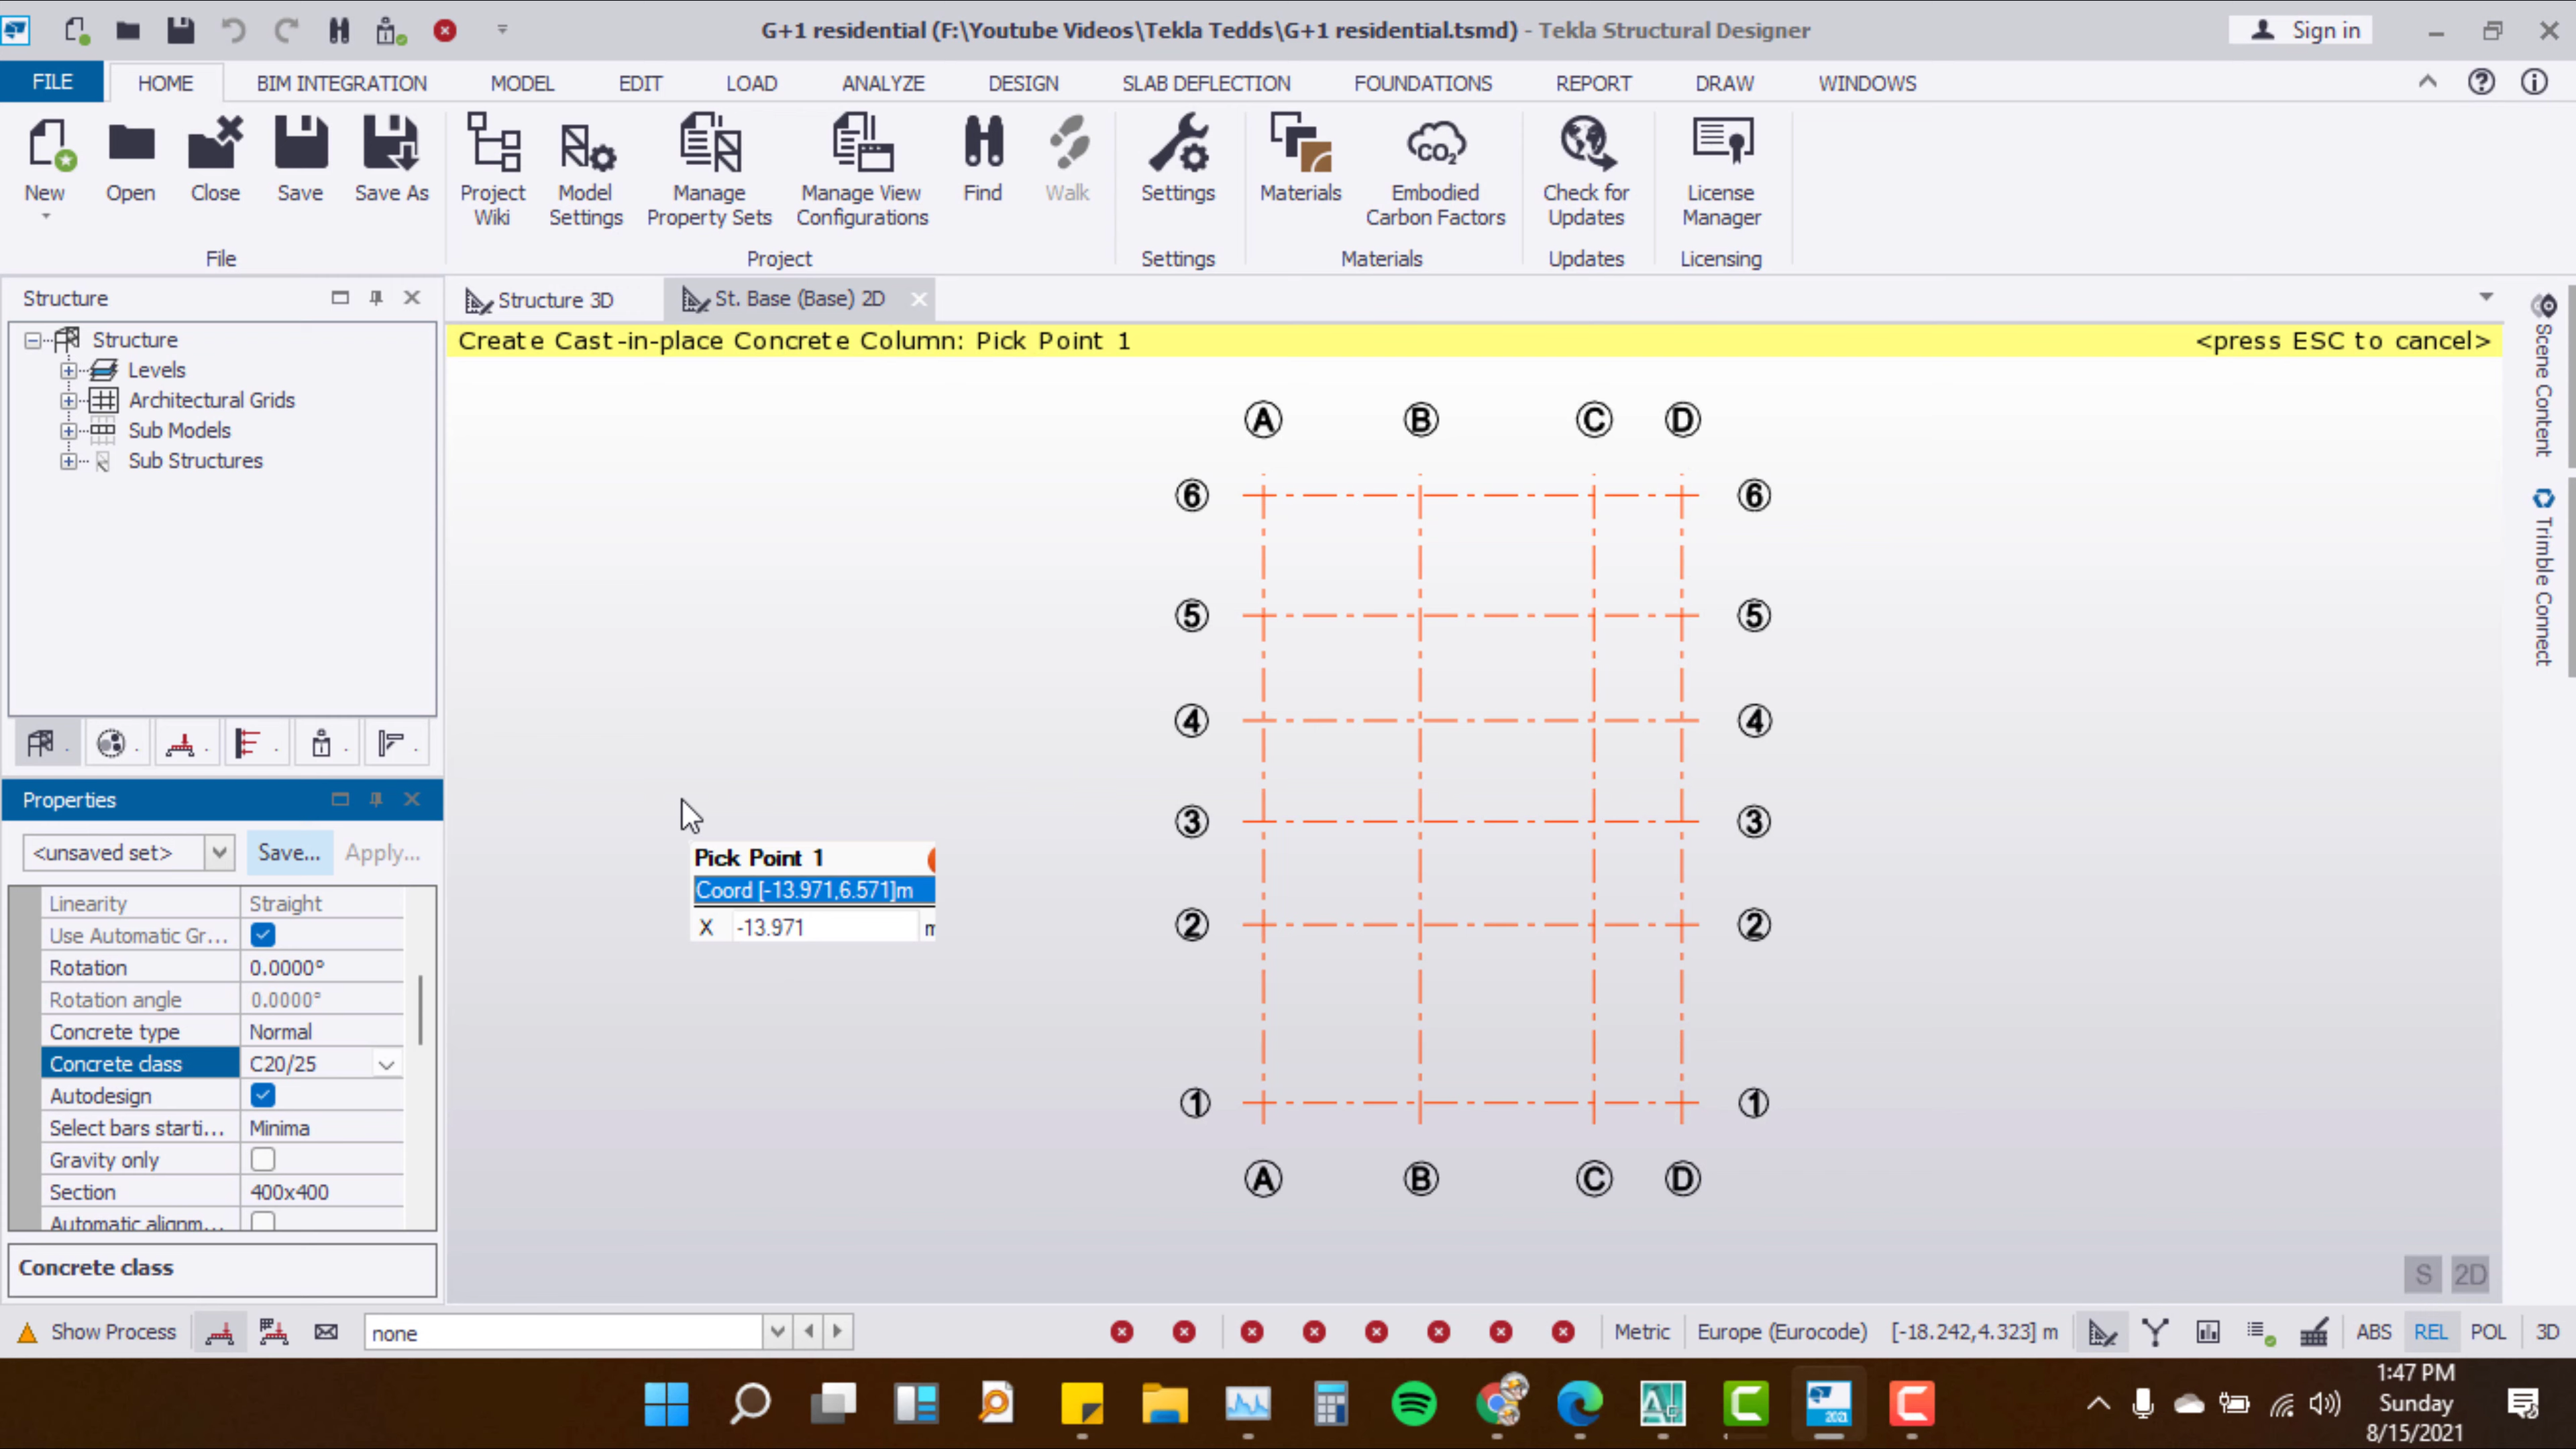 G+1 residential (F:\Youtube Videos\Tekla Tedds\G+1 residential.tsmd) - Tekla Structural Designer
Sign in
FILE HOME BIM INTEGRATION MODEL EDIT LOAD ANALYZE DESIGN SLAB DEFLECTION FOUNDATIONS REPORT DRAW WINDOWS
New Open Close Save Save As
Project Wiki
Model Settings
Manage Property Sets
Manage View Configurations
Find
Walk
Settings
Materials
CO2
Embodied Carbon Factors
Check for Updates
License Manager
File Project Settings Materials Updates Licensing
Structure
Structure 3D
St. Base (Base) 2D
Create Cast-in-place Concrete Column: Pick Point 1
<press ESC to cancel>
Structure
Levels
Architectural Grids
Sub Models
Sub Structures
Scene Content
Trimble Connect
A B C D
6 6
5 5
4 4
3 3
2 2
1 1
A B C D
Pick Point 1
Coord [-13.971,6.571]m
X -13.971
Properties
<unsaved set> Save... Apply...
Linearity Straight
Use Automatic Gr...
Rotation 0.0000°
Rotation angle 0.0000°
Concrete type Normal
Concrete class C20/25
Autodesign
Select bars starti... Minima
Gravity only
Section 400x400
Automatic alignm...
Concrete class
S 2D
Show Process none Metric Europe (Eurocode) [-18.242,4.323] m ABS REL POL 3D
2021
1:47 PM
Sunday
8/15/2021